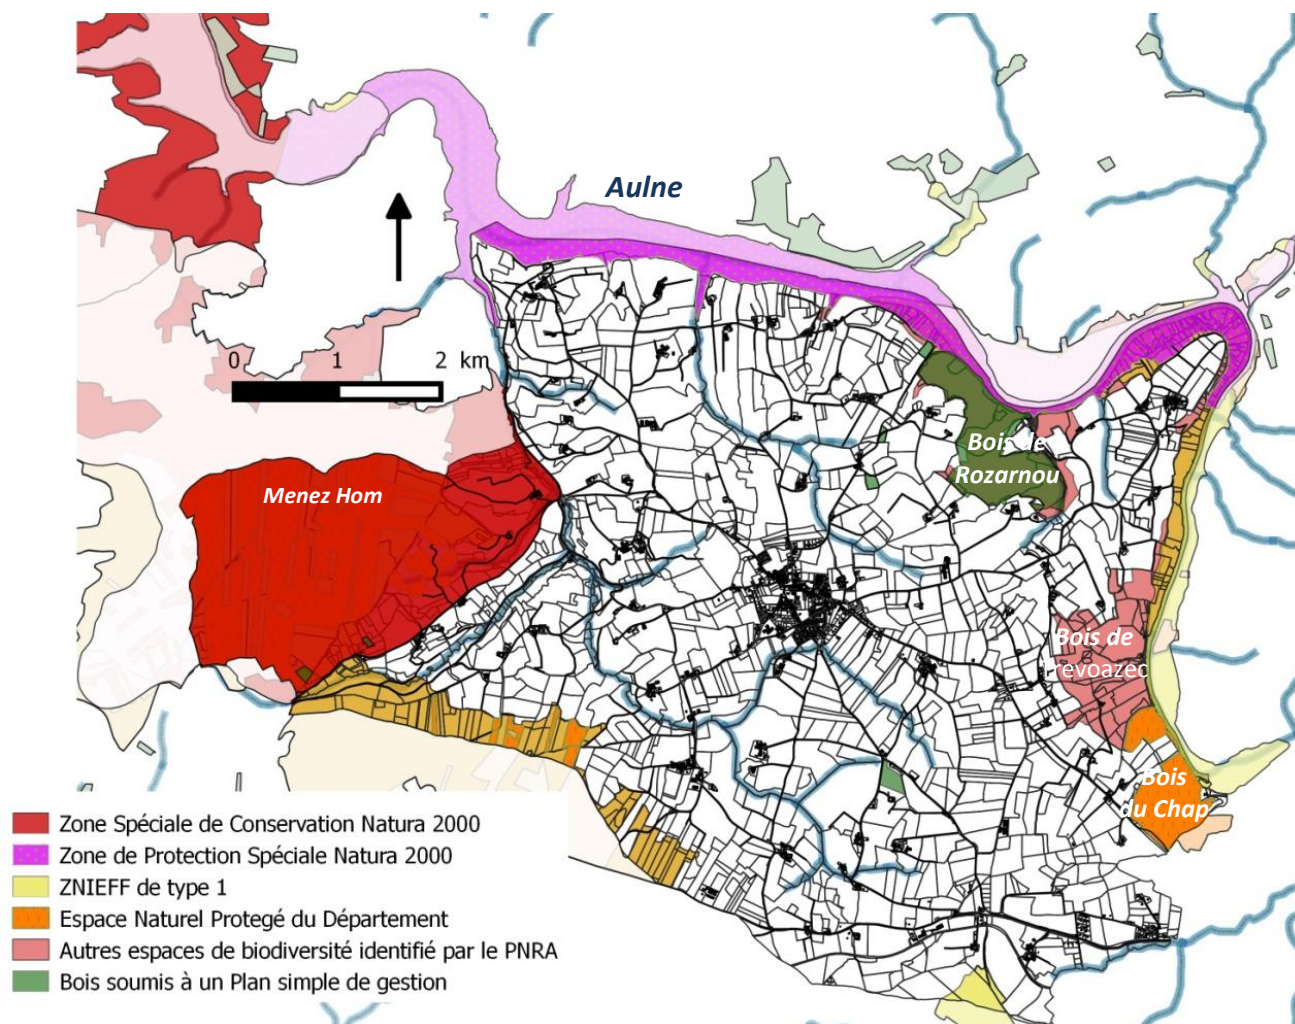 Aulne
0 1 2 km
Menez Hom
Bois de
Rozarnou
Bois de
Trevoazec
Bois
du Chap
Zone Spéciale de Conservation Natura 2000
Zone de Protection Spéciale Natura 2000
ZNIEFF de type 1
Espace Naturel Protegé du Département
Autres espaces de biodiversité identifié par le PNRA
Bois soumis à un Plan simple de gestion